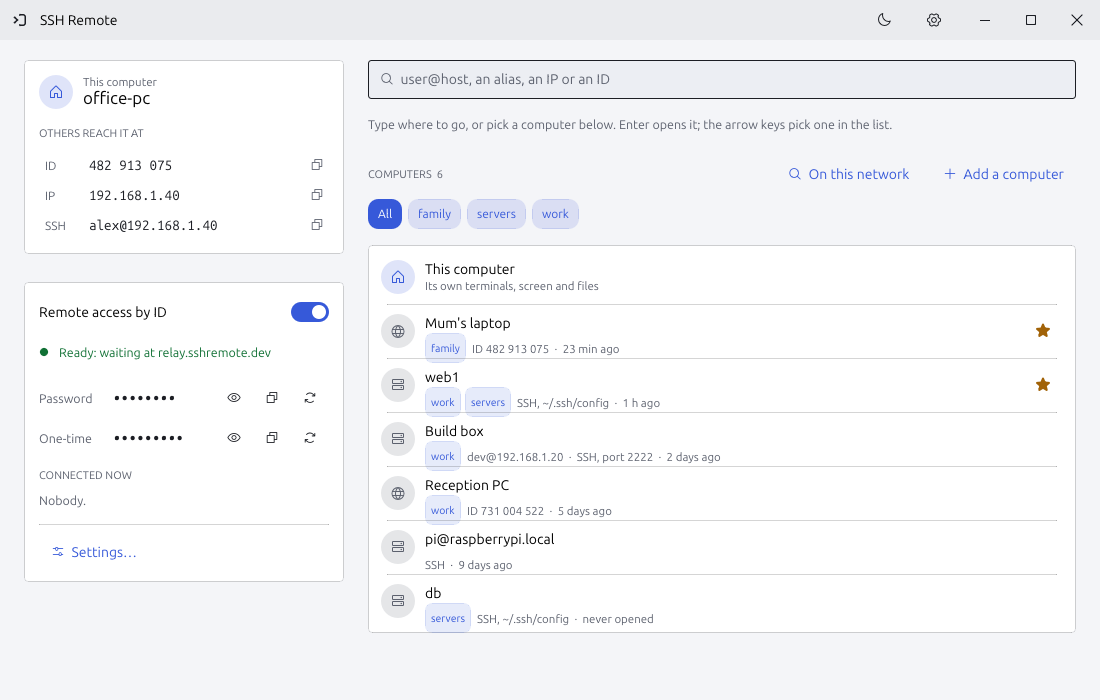 SSH Remote
This computer
office-pc
OTHERS REACH IT AT
ID 482 913 075
IP 192.168.1.40
SSH alex@192.168.1.40
Remote access by ID
Ready: waiting at relay.sshremote.dev
Password ••••••••
One-time •••••••••
CONNECTED NOW
Nobody.
Settings…
user@host, an alias, an IP or an ID
Type where to go, or pick a computer below. Enter opens it; the arrow keys pick one in the list.
COMPUTERS 6 On this network + Add a computer
All family servers work
This computer
Its own terminals, screen and files
Mum's laptop
family ID 482 913 075 · 23 min ago
web1
work servers SSH, ~/.ssh/config · 1 h ago
Build box
work dev@192.168.1.20 · SSH, port 2222 · 2 days ago
Reception PC
work ID 731 004 522 · 5 days ago
pi@raspberrypi.local
SSH · 9 days ago
db
servers SSH, ~/.ssh/config · never opened